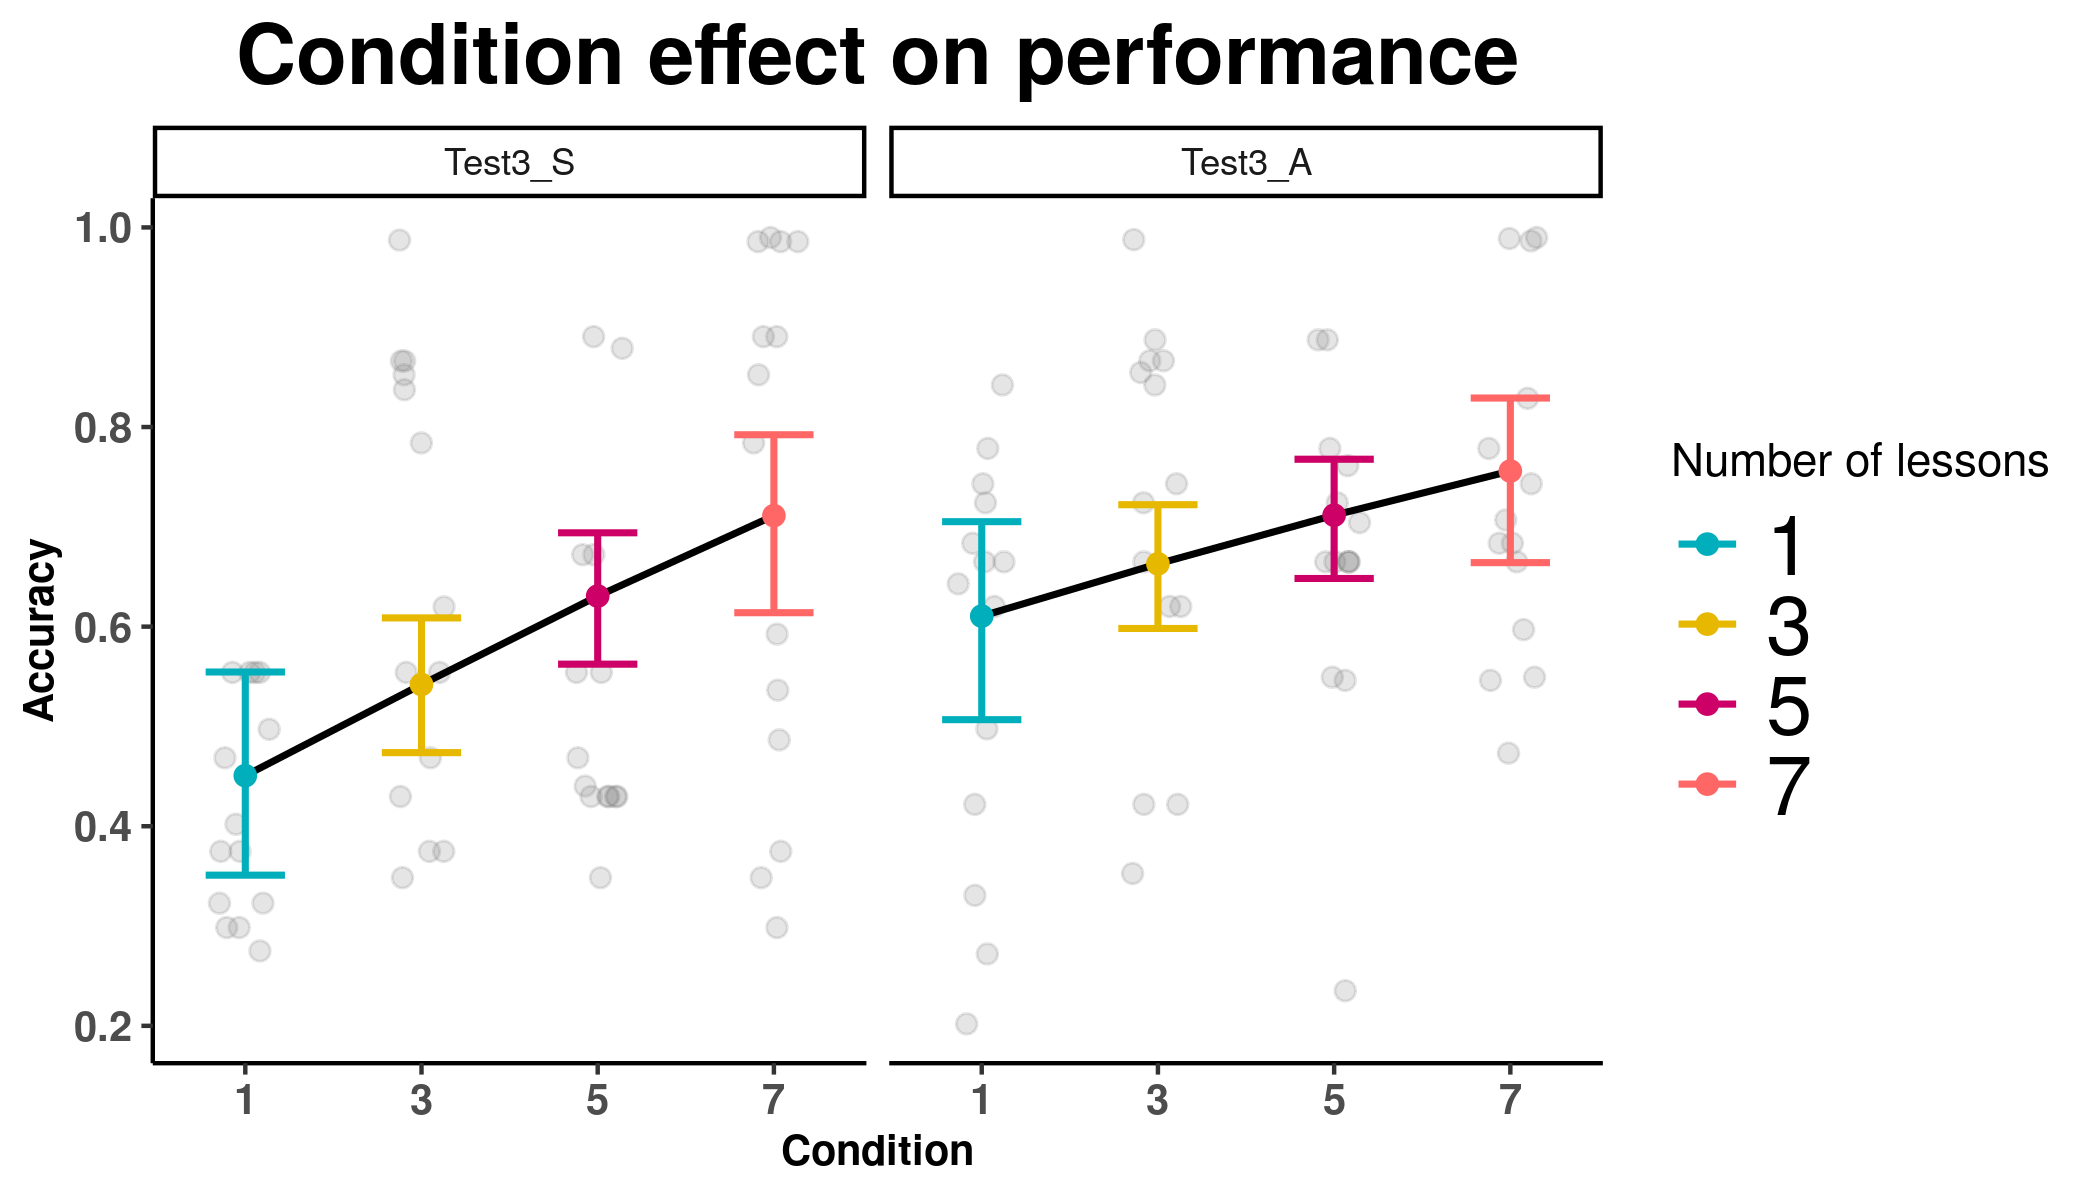 Condition effect on performance
Test3_S
Test3_A
Accuracy
1.0
0.8
0.6
0.4
0.2
1 3 5 7
1 3 5 7
Condition
Number of lessons
1
3
5
7